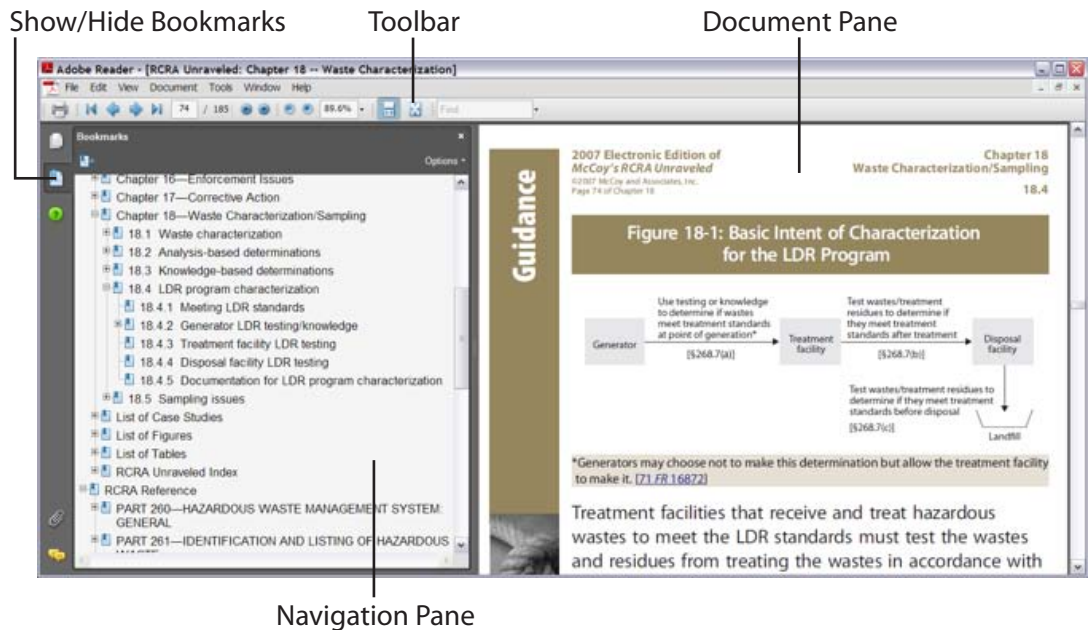 Show/Hide Bookmarks
Toolbar
Document Pane
Adobe Reader - [RCRA Unraveled: Chapter 18 -- Waste Characterization]
File Edit View Document Tools Window Help
74 / 185 89.6% Find
Bookmarks
Options
Chapter 16—Enforcement Issues
Chapter 17—Corrective Action
Chapter 18—Waste Characterization/Sampling
18.1 Waste characterization
18.2 Analysis-based determinations
18.3 Knowledge-based determinations
18.4 LDR program characterization
18.4.1 Meeting LDR standards
18.4.2 Generator LDR testing/knowledge
18.4.3 Treatment facility LDR testing
18.4.4 Disposal facility LDR testing
18.4.5 Documentation for LDR program characterization
18.5 Sampling issues
List of Case Studies
List of Figures
List of Tables
RCRA Unraveled Index
RCRA Reference
PART 260—HAZARDOUS WASTE MANAGEMENT SYSTEM:
GENERAL
PART 261—IDENTIFICATION AND LISTING OF HAZARDOUS
Guidance
2007 Electronic Edition of
McCoy's RCRA Unraveled
©2007 McCoy and Associates, Inc.
Page 74 of Chapter 18
Chapter 18
Waste Characterization/Sampling
18.4
Figure 18-1: Basic Intent of Characterization
for the LDR Program
Generator
Use testing or knowledge
to determine if wastes
meet treatment standards
at point of generation*
[§268.7(a)]
Treatment
facility
Test wastes/treatment
residues to determine if
they meet treatment
standards after treatment
[§268.7(b)]
Disposal
facility
Test wastes/treatment residues to
determine if they meet treatment
standards before disposal
[§268.7(c)]
Landfill
*Generators may choose not to make this determination but allow the treatment facility
to make it. [71 FR 16872]
Treatment facilities that receive and treat hazardous
wastes to meet the LDR standards must test the wastes
and residues from treating the wastes in accordance with
Navigation Pane